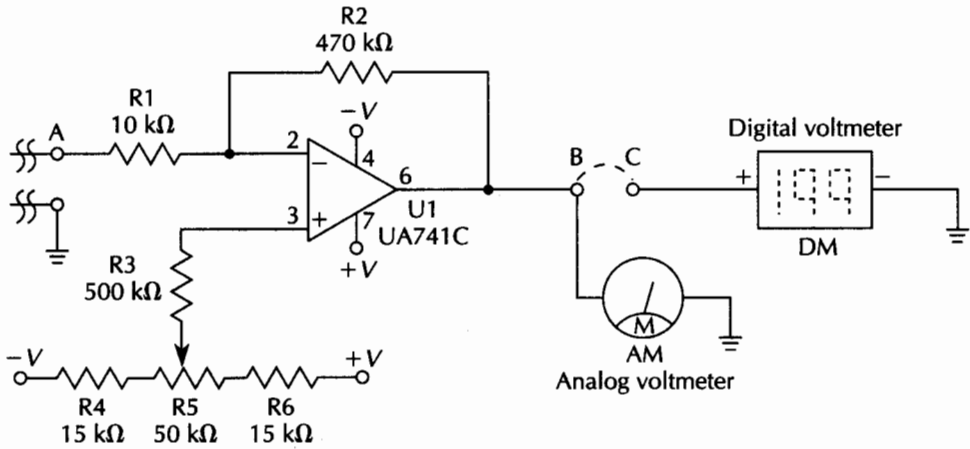 R2
470 kΩ
R1
10 kΩ
A
−V
2
−
4
6
3
+
7
U1
UA741C
+V
B
C
Digital voltmeter
+
199
−
DM
R3
500 kΩ
M
AM
Analog voltmeter
−V
+V
R4
15 kΩ
R5
50 kΩ
R6
15 kΩ